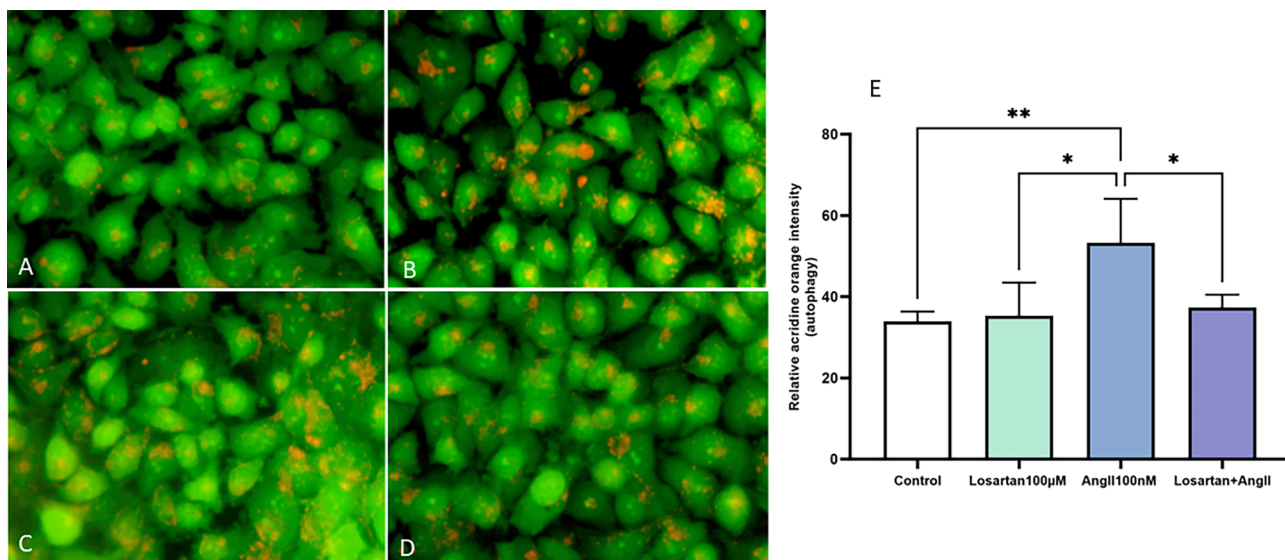 A
B
C
D
E
**
*
*
80
60
40
20
0
Relative acridine orange intensity
(autophagy)
Control
Losartan100μM
AngII100nM
Losartan+AngII